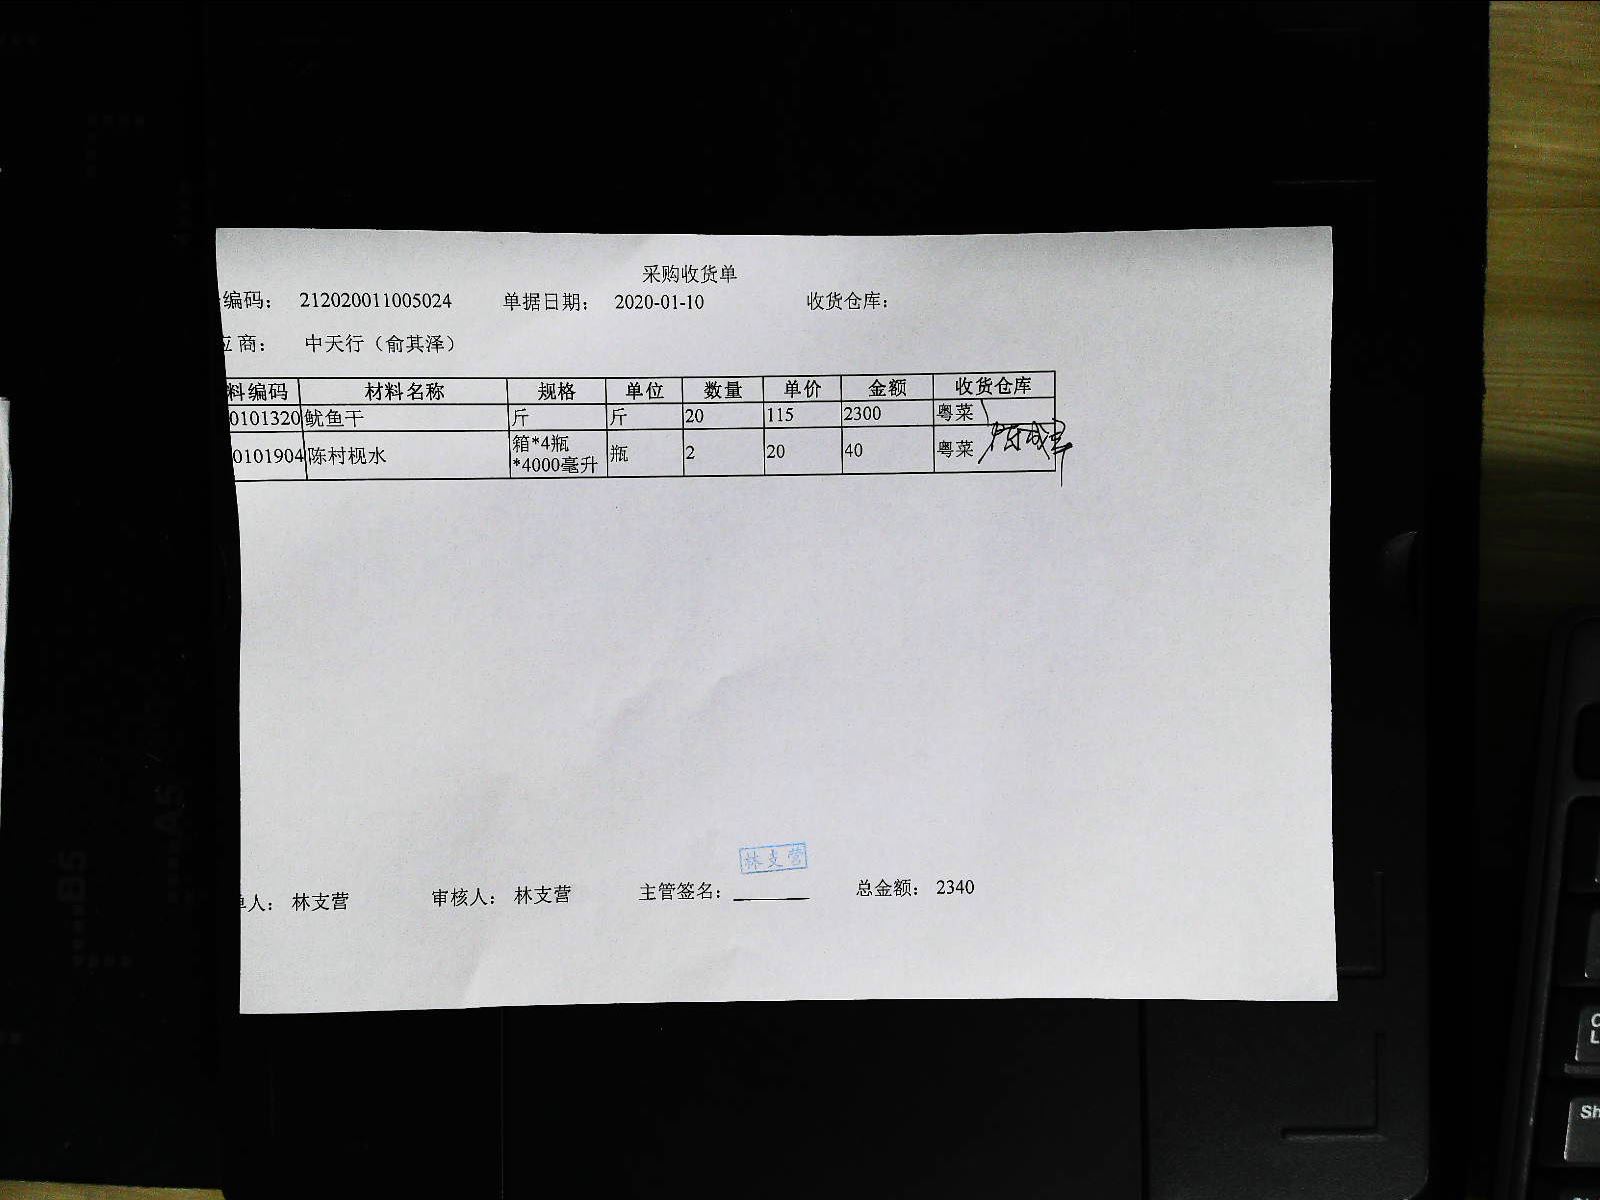 采购收货单
编码： 212020011005024 单据日期： 2020-01-10 收货仓库：
应 商： 中天行（俞其泽）
料编码 材料名称 规格 单位 数量 单价 金额 收货仓库
0101320 鱿鱼干 斤 斤 20 115 2300 粤菜
0101904 陈村枧水 箱*4瓶 *4000毫升 瓶 2 20 40 粤菜
林支营
单人： 林支营 审核人： 林支营 主管签名： 总金额： 2340
B5
A5
Sh